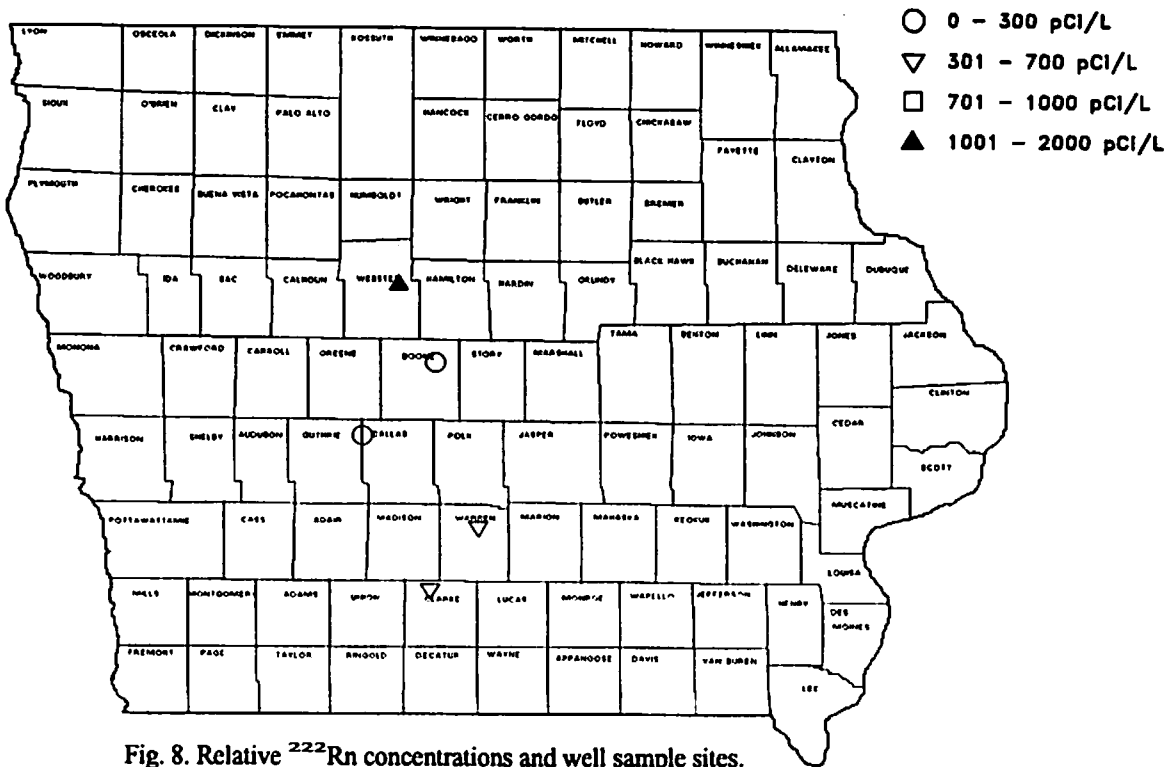 ○ 0 – 300 pCi/L
▽ 301 – 700 pCi/L
□ 701 – 1000 pCi/L
▲ 1001 – 2000 pCi/L
LYON OSCEOLA DICKINSON EMMET KOSSUTH WINNEBAGO WORTH MITCHELL HOWARD WINNESHIEK ALLAMAKEE
SIOUX O'BRIEN CLAY PALO ALTO HANCOCK CERRO GORDO FLOYD CHICKASAW
FAYETTE CLAYTON
PLYMOUTH CHEROKEE BUENA VISTA POCAHONTAS HUMBOLDT WRIGHT FRANKLIN BUTLER BREMER
WOODBURY IDA SAC CALHOUN WEBSTER HAMILTON HARDIN GRUNDY BLACK HAWK BUCHANAN DELEWARE DUBUQUE
MONONA CRAWFORD CARROLL GREENE BOONE STORY MARSHALL TAMA BENTON LINN JONES JACKSON
CLINTON
HARRISON SHELBY AUDUBON GUTHRIE DALLAS POLK JASPER POWESHIEK IOWA JOHNSON CEDAR
SCOTT
MUSCATINE
POTTAWATTAMIE CASS ADAIR MADISON WARREN MARION MAHASKA KEOKUK WASHINGTON
LOUISA
MILLS MONTGOMERY ADAMS UNION CLARKE LUCAS MONROE WAPELLO JEFFERSON HENRY DES
MOINES
FREMONT PAGE TAYLOR RINGOLD DECATUR WAYNE APPANOOSE DAVIS VAN BUREN
LEE
Fig. 8. Relative ²²²Rn concentrations and well sample sites.